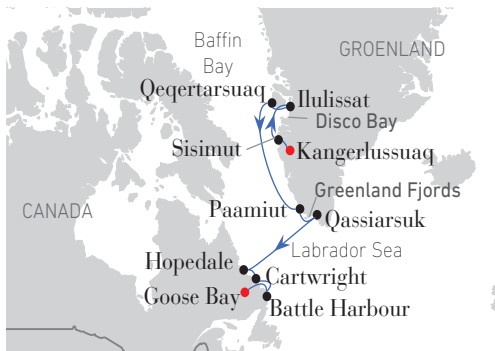 Baffin
Bay
GROENLAND
Qeqertarsuaq
Ilulissat
Disco Bay
Sisimut
Kangerlussuaq
Greenland Fjords
CANADA
Paamiut
Qassiarsuk
Labrador Sea
Hopedale
Cartwright
Goose Bay
Battle Harbour